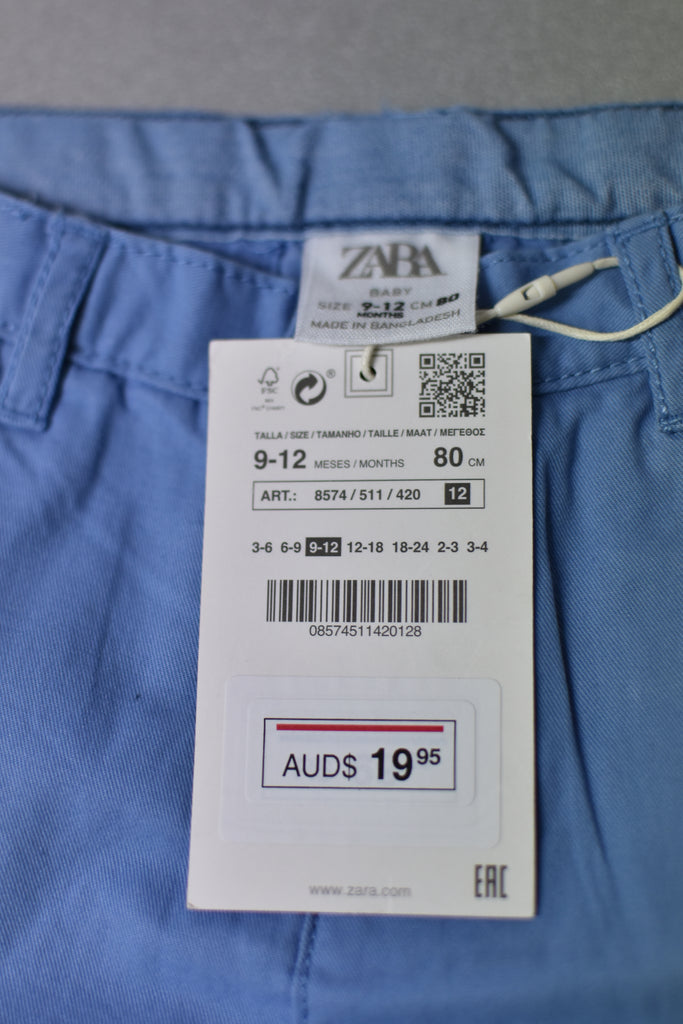 ZARA
BABY
SIZE 9-12 CM 80
MONTHS
MADE IN BANGLADESH
FSC
®
TALLA / SIZE / TAMANHO / TAILLE / MAAT / ΜΕΓΕΘΟΣ
9-12 MESES / MONTHS 80 CM
ART.: 8574 / 511 / 420 12
3-6 6-9 9-12 12-18 18-24 2-3 3-4
08574511420128
AUD$ 19 95
www.zara.com
EAC